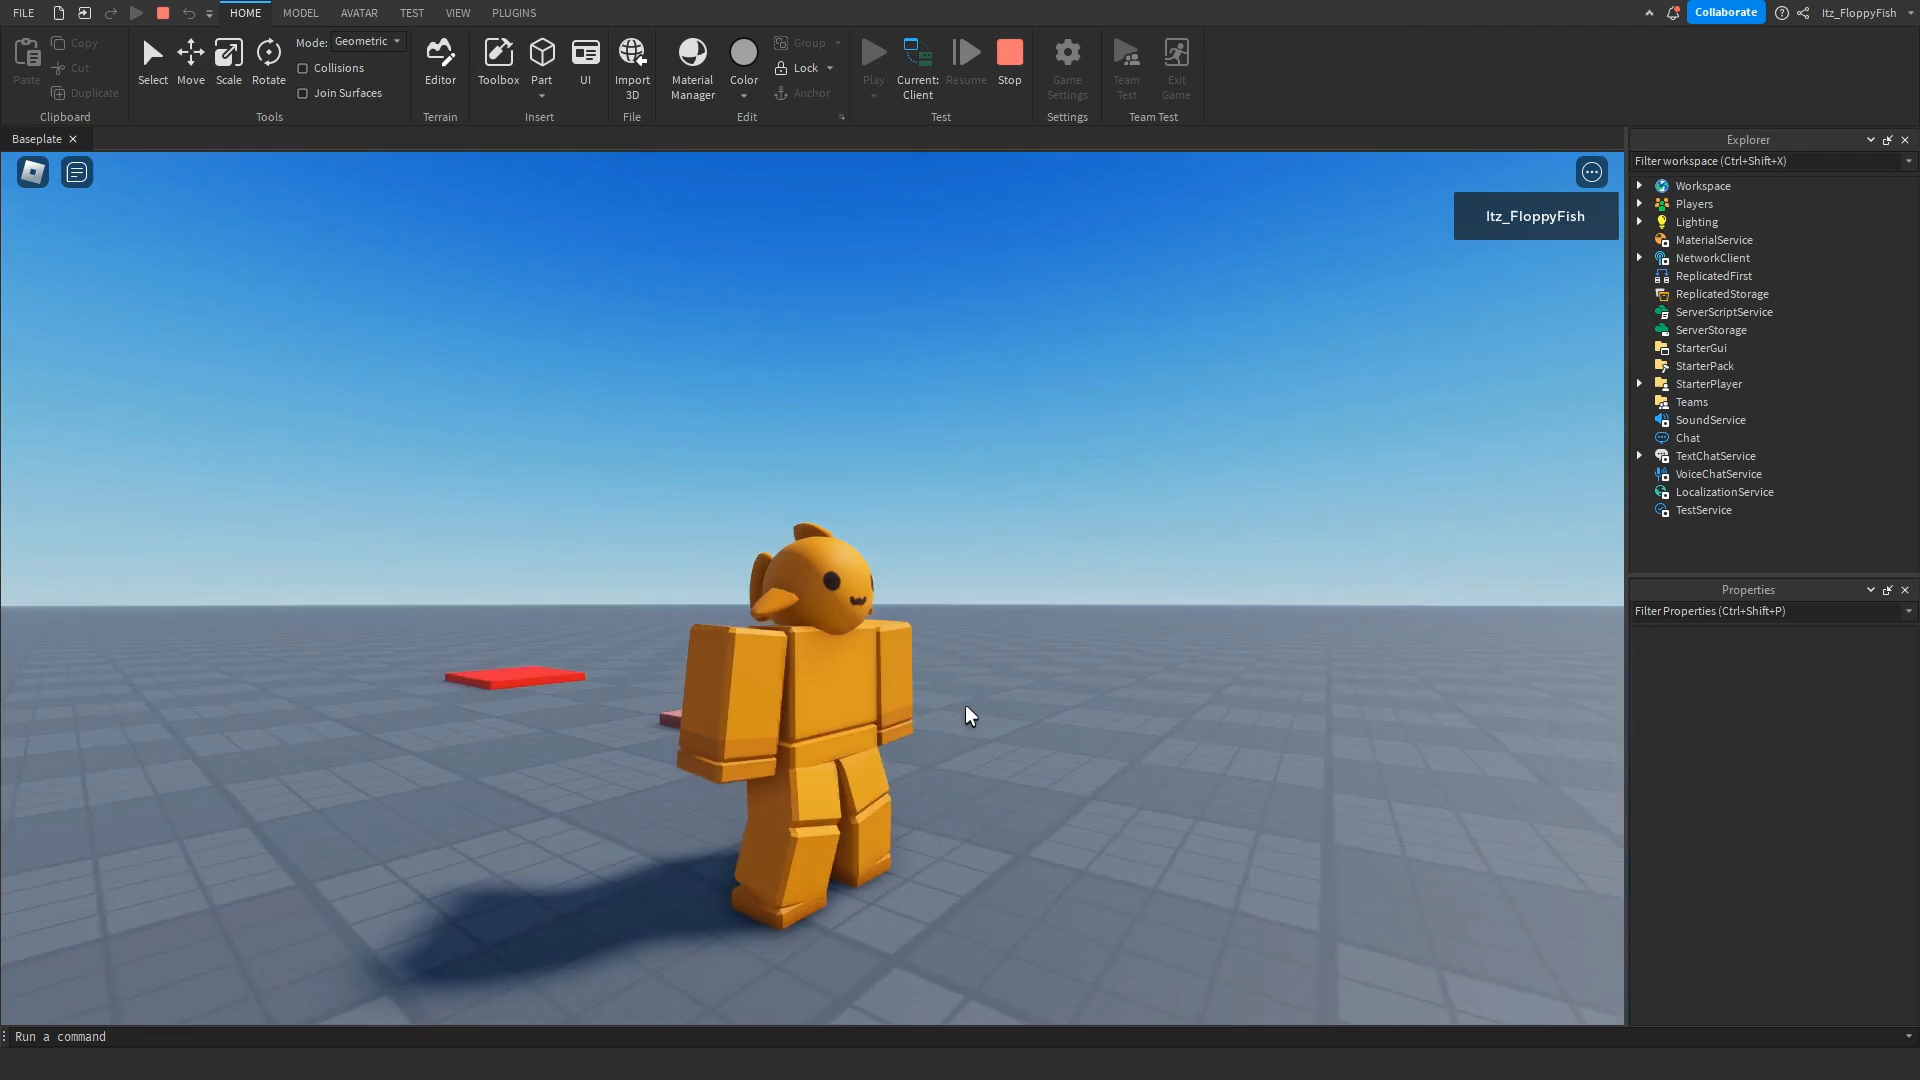 FILE
HOME
MODEL
AVATAR
TEST
VIEW
PLUGINS
Collaborate
Itz_FloppyFish
Paste
Copy
Cut
Duplicate
Clipboard
Select
Move
Scale
Rotate
Mode: Geometric
Collisions
Join Surfaces
Tools
Editor
Terrain
Toolbox
Part
UI
Insert
Import
3D
File
Material
Manager
Color
Group
Lock
Anchor
Edit
Play
Current:
Client
Resume
Stop
Test
Game
Settings
Settings
Team
Test
Exit
Game
Team Test
Baseplate
Itz_FloppyFish
Explorer
Filter workspace (Ctrl+Shift+X)
Workspace
Players
Lighting
MaterialService
NetworkClient
ReplicatedFirst
ReplicatedStorage
ServerScriptService
ServerStorage
StarterGui
StarterPack
StarterPlayer
Teams
SoundService
Chat
TextChatService
VoiceChatService
LocalizationService
TestService
Properties
Filter Properties (Ctrl+Shift+P)
Run a command